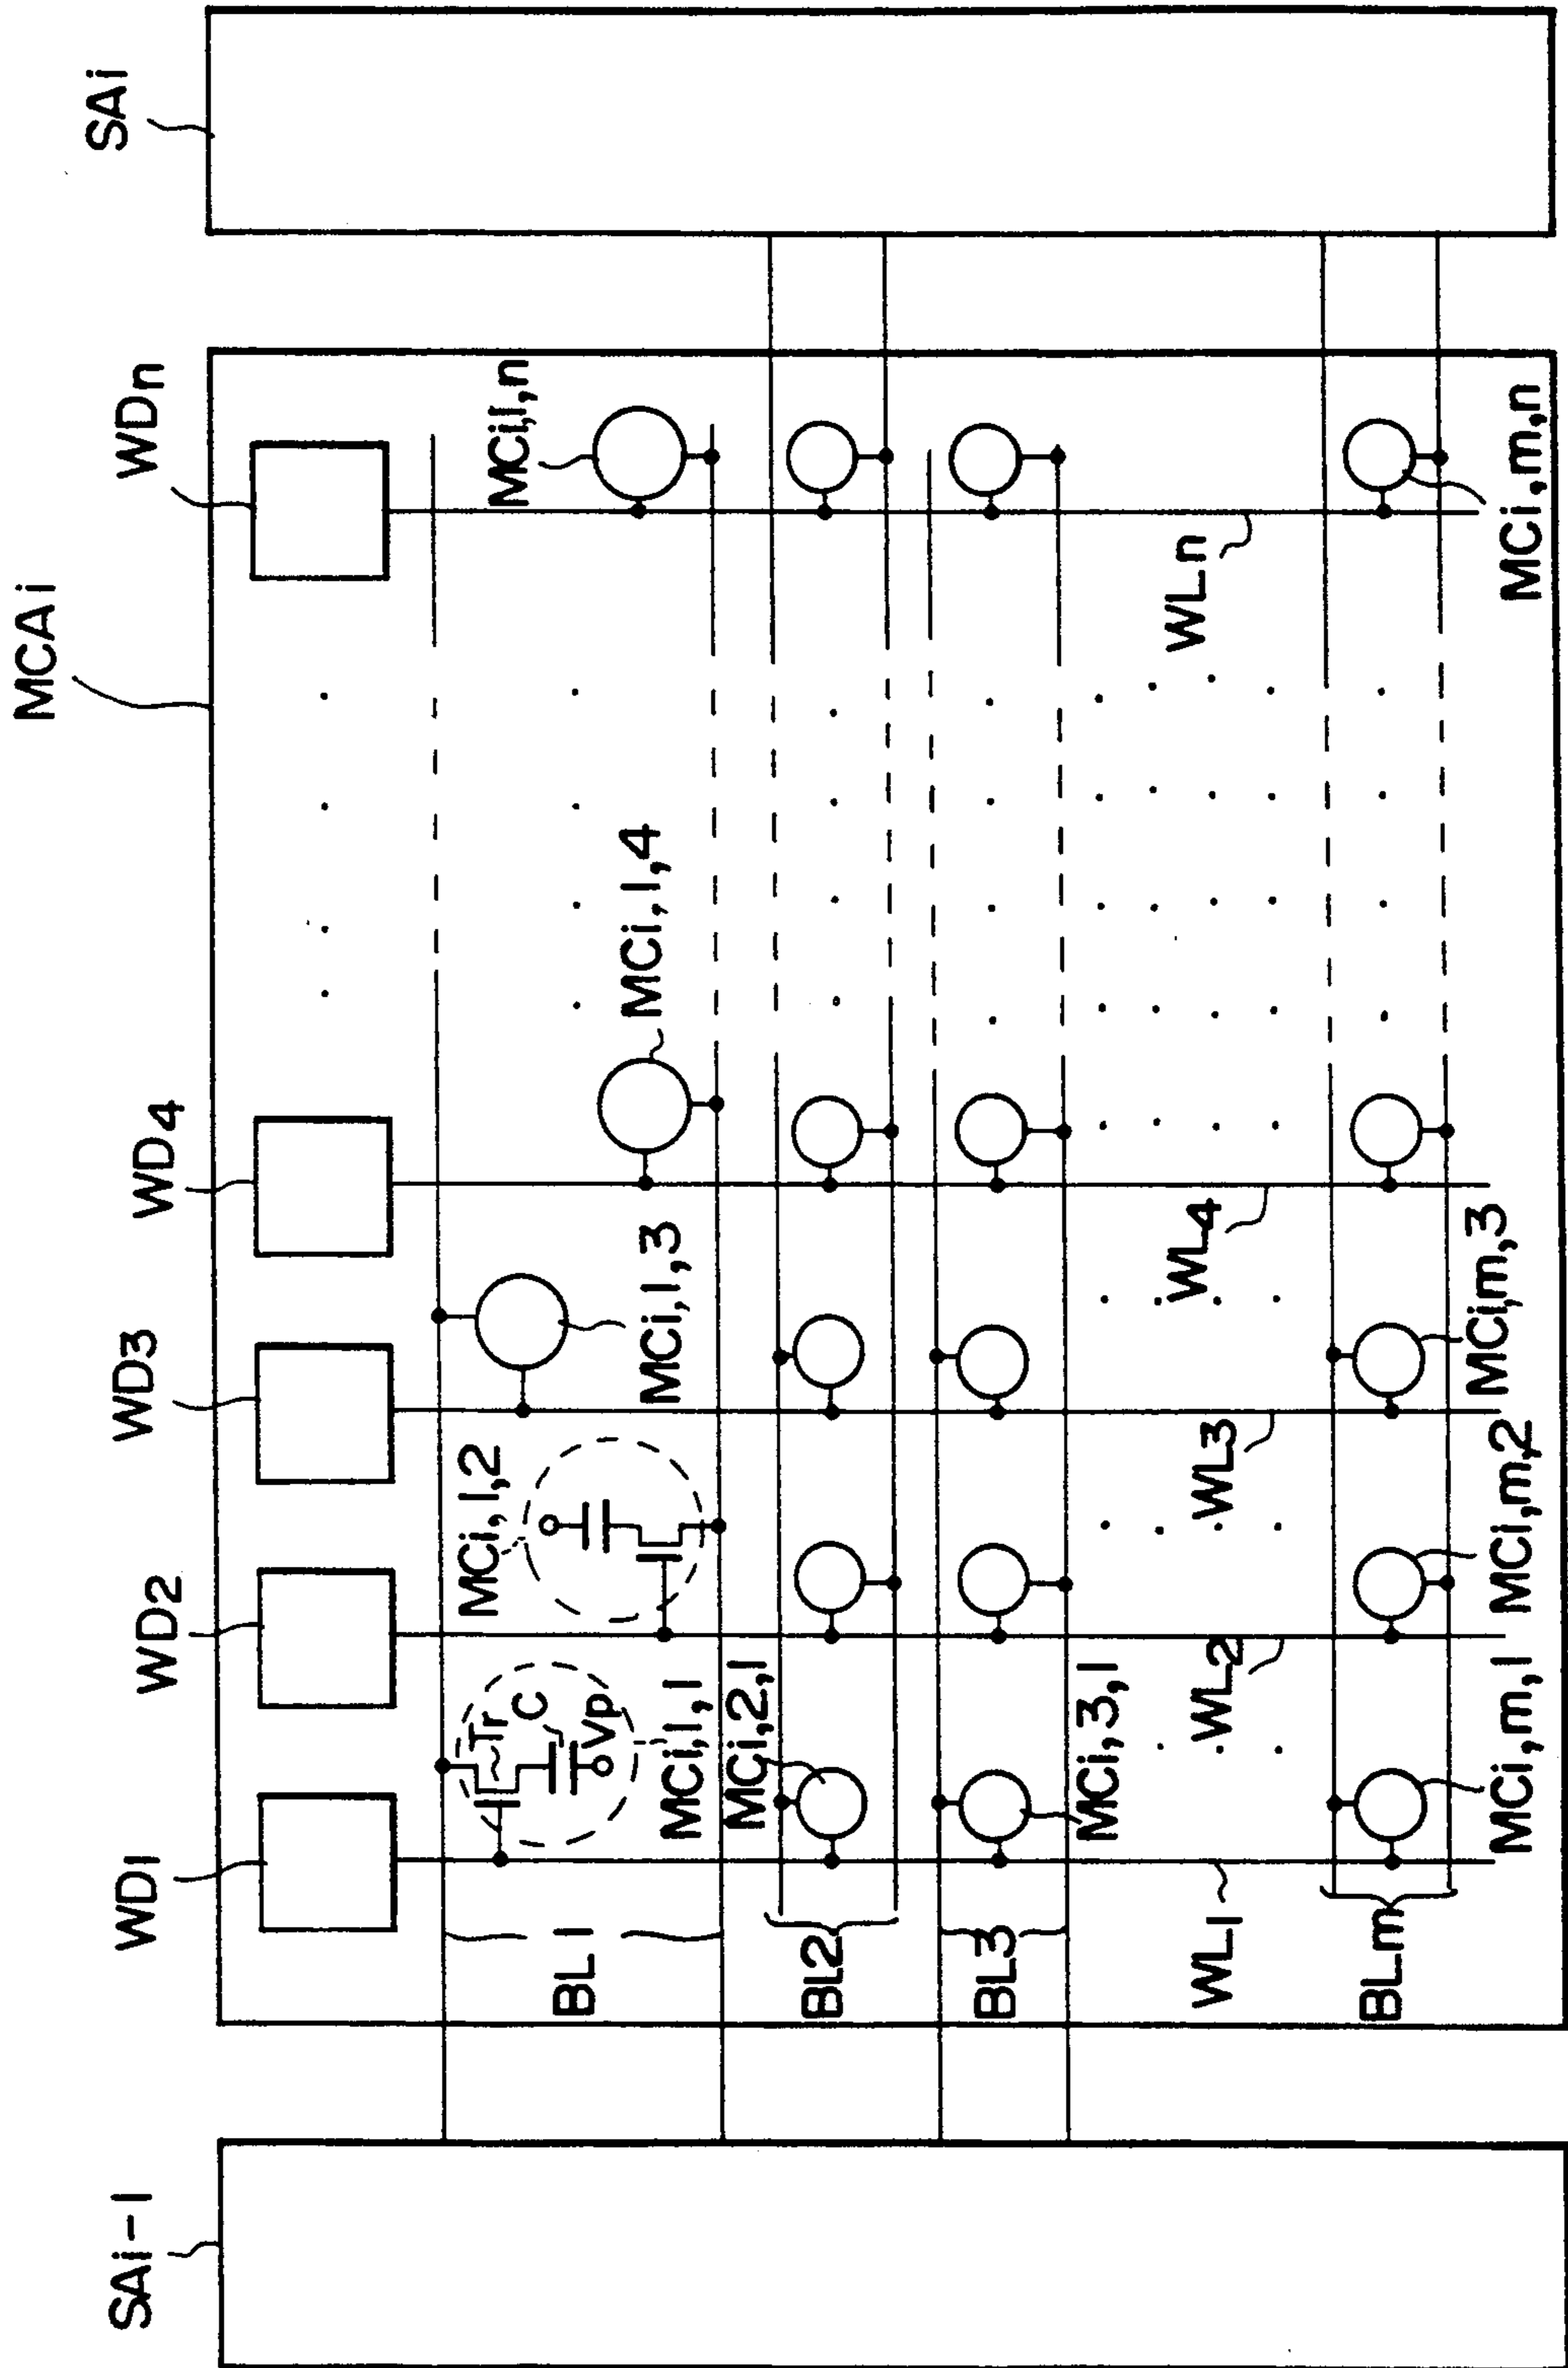 SAi-1
MCAi
SAi
WD1
WD2
WD3
WD4
WDn
Tr
C
Vp
MCi,1,1
MCi,1,2
MCi,1,3
MCi,1,4
MCi,1,n
BL1
MCi,2,1
BL2
BL3
MCi,3,1
WL1
WL2
WL3
WL4
WLn
BLm
MCi,m,1
MCi,m,2
MCi,m,3
MCi,m,n